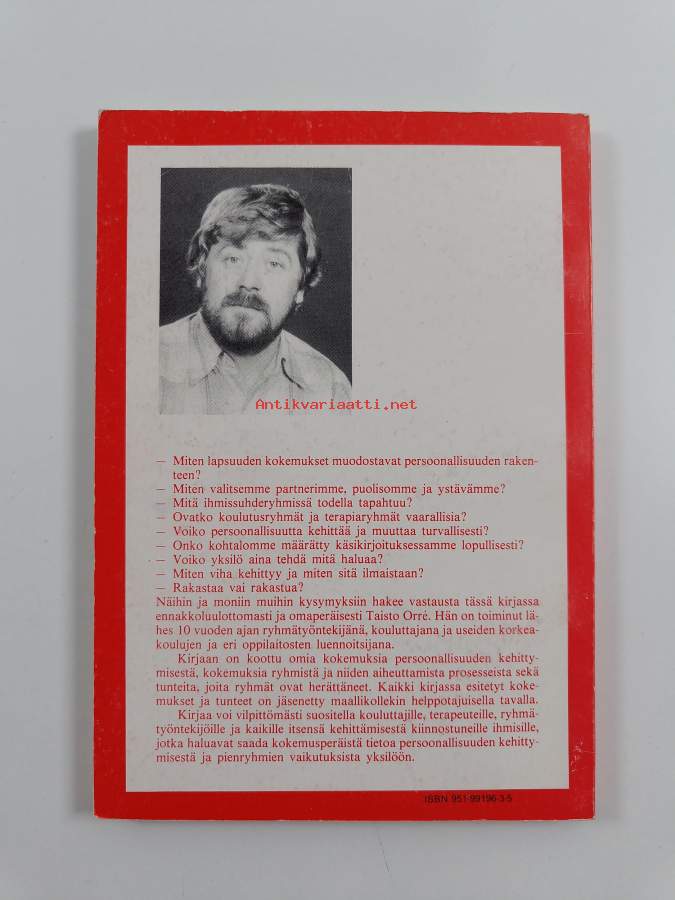 Antikvariaatti.net
— Miten lapsuuden kokemukset muodostavat persoonallisuuden raken-
teen?
— Miten valitsemme partnerimme, puolisomme ja ystävämme?
— Mitä ihmissuhderyhmissä todella tapahtuu?
— Ovatko koulutusryhmät ja terapiaryhmät vaarallisia?
— Voiko persoonallisuutta kehittää ja muuttaa turvallisesti?
— Onko kohtalomme määrätty käsikirjoituksessamme lopullisesti?
— Voiko yksilö aina tehdä mitä haluaa?
— Miten viha kehittyy ja miten sitä ilmaistaan?
— Rakastaa vai rakastua?
Näihin ja moniin muihin kysymyksiin hakee vastausta tässä kirjassa
ennakkoluulottomasti ja omaperäisesti Taisto Orré. Hän on toiminut lä-
hes 10 vuoden ajan ryhmätyöntekijänä, kouluttajana ja useiden korkea-
koulujen ja eri oppilaitosten luennoitsijana.
Kirjaan on koottu omia kokemuksia persoonallisuuden kehitty-
misestä, kokemuksia ryhmistä ja niiden aiheuttamista prosesseista sekä
tunteita, joita ryhmät ovat herättäneet. Kaikki kirjassa esitetyt koke-
mukset ja tunteet on jäsenetty maallikollekin helppotajuisella tavalla.
Kirjaa voi vilpittömästi suositella kouluttajille, terapeuteille, ryhmä-
työntekijöille ja kaikille itsensä kehittämisestä kiinnostuneille ihmisille,
jotka haluavat saada kokemusperäistä tietoa persoonallisuuden kehitty-
misestä ja pienryhmien vaikutuksista yksilöön.
ISBN 951-99196-3-5